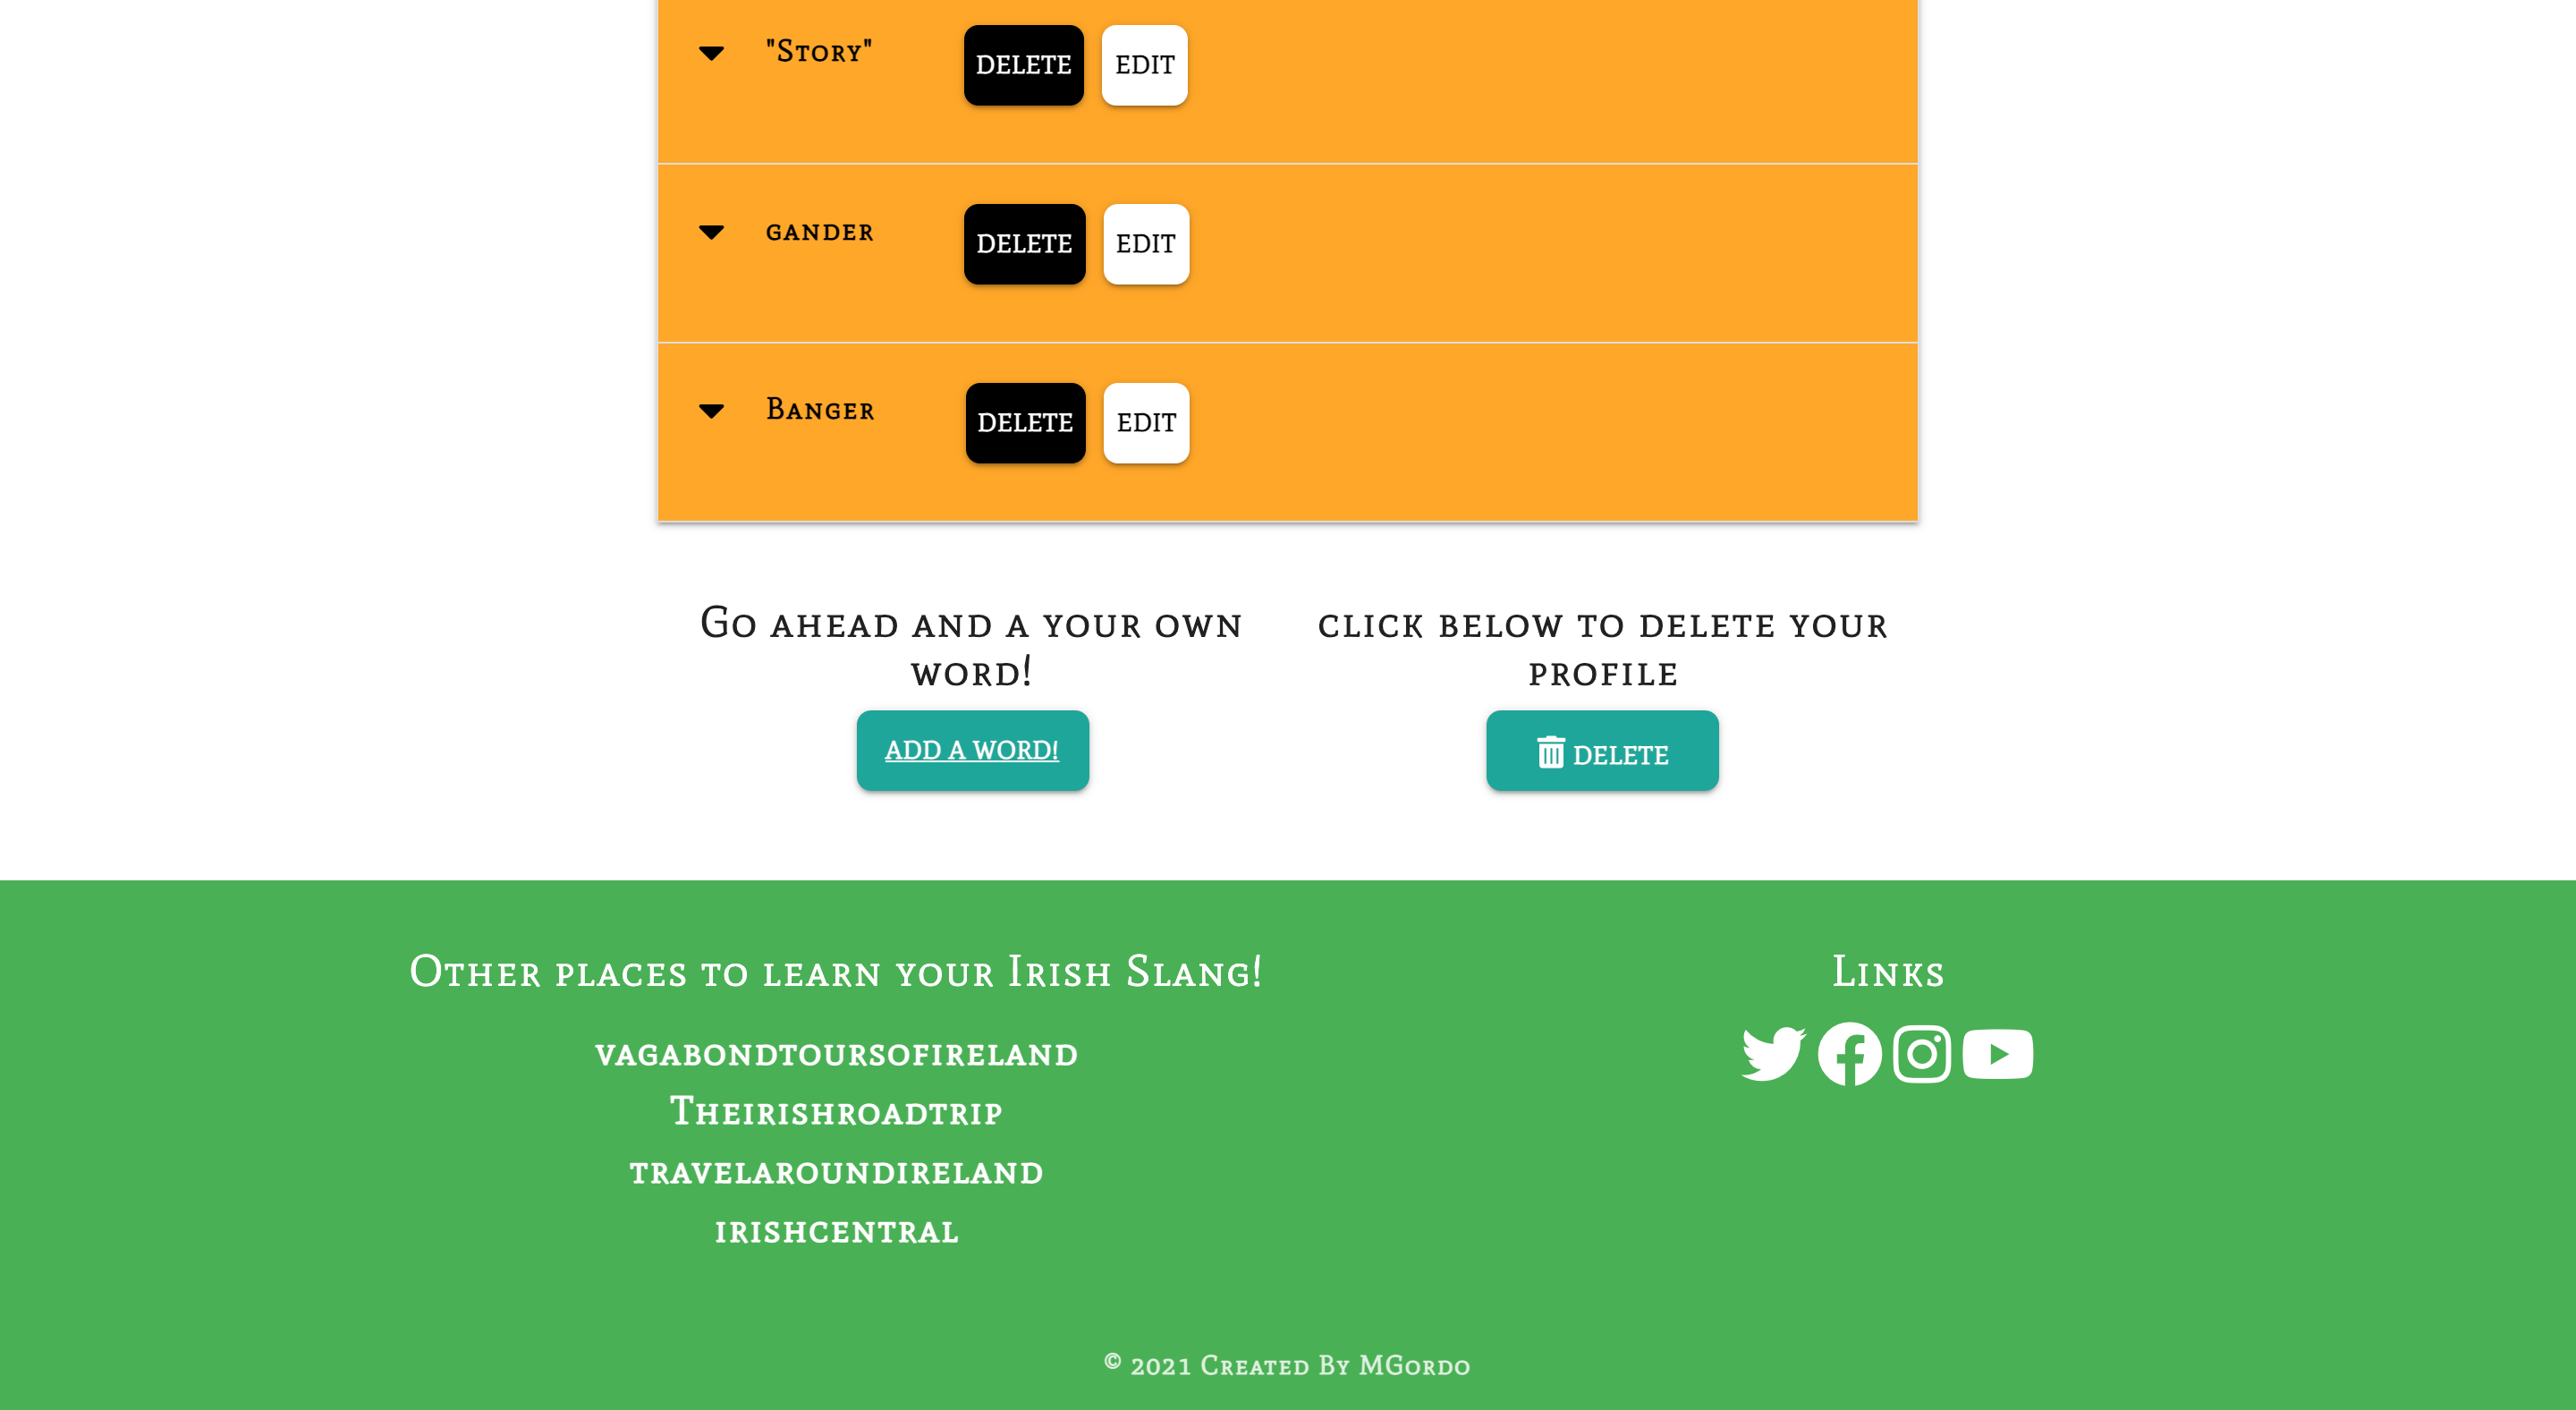 "Story" DELETE EDIT
gander DELETE EDIT
Banger DELETE EDIT
Go ahead and a your own
word!
ADD A WORD!
click below to delete your
profile
DELETE
Other places to learn your Irish Slang!
vagabondtoursofireland
Theirishroadtrip
travelaroundireland
irishcentral
Links
© 2021 Created By MGordo